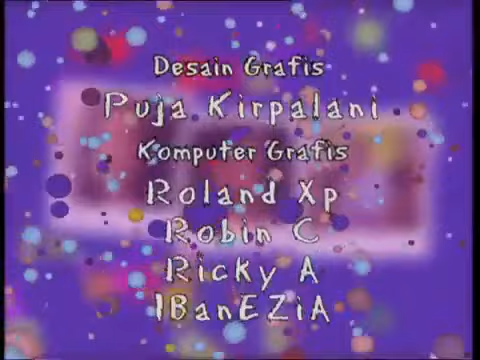 Desain Grafis
Puja Kirpalani
Komputer Grafis
Roland Xp
Robin C
Ricky A
IBanEZiA